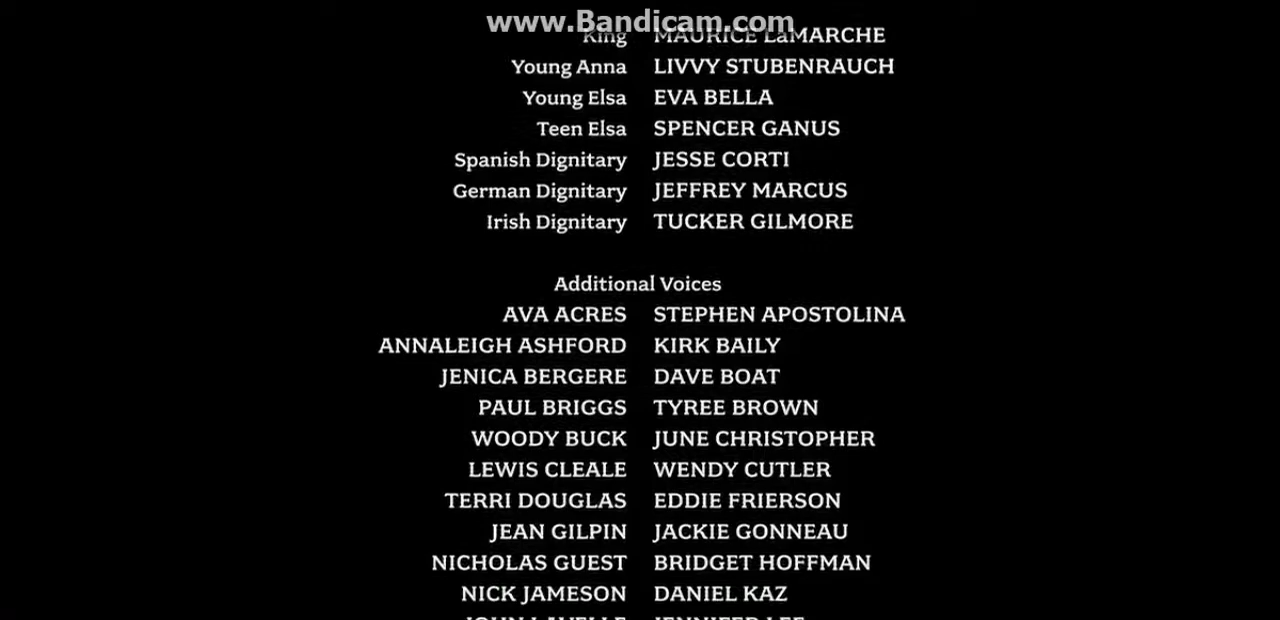 www.Bandicam.com
King MAURICE LaMARCHE
Young Anna LIVVY STUBENRAUCH
Young Elsa EVA BELLA
Teen Elsa SPENCER GANUS
Spanish Dignitary JESSE CORTI
German Dignitary JEFFREY MARCUS
Irish Dignitary TUCKER GILMORE
Additional Voices
AVA ACRES STEPHEN APOSTOLINA
ANNALEIGH ASHFORD KIRK BAILY
JENICA BERGERE DAVE BOAT
PAUL BRIGGS TYREE BROWN
WOODY BUCK JUNE CHRISTOPHER
LEWIS CLEALE WENDY CUTLER
TERRI DOUGLAS EDDIE FRIERSON
JEAN GILPIN JACKIE GONNEAU
NICHOLAS GUEST BRIDGET HOFFMAN
NICK JAMESON DANIEL KAZ